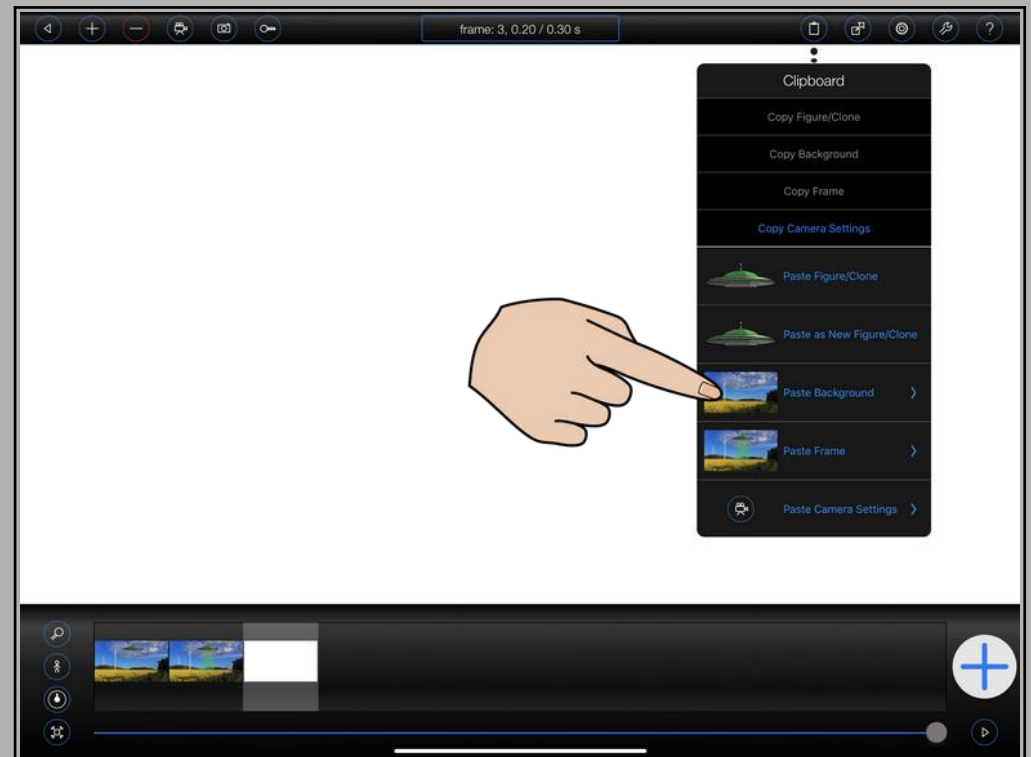 frame: 3, 0.20 / 0.30 s
?
Clipboard
Copy Figure/Clone
Copy Background
Copy Frame
Copy Camera Settings
Paste Figure/Clone
Paste as New Figure/Clone
Paste Background
Paste Frame
Paste Camera Settings